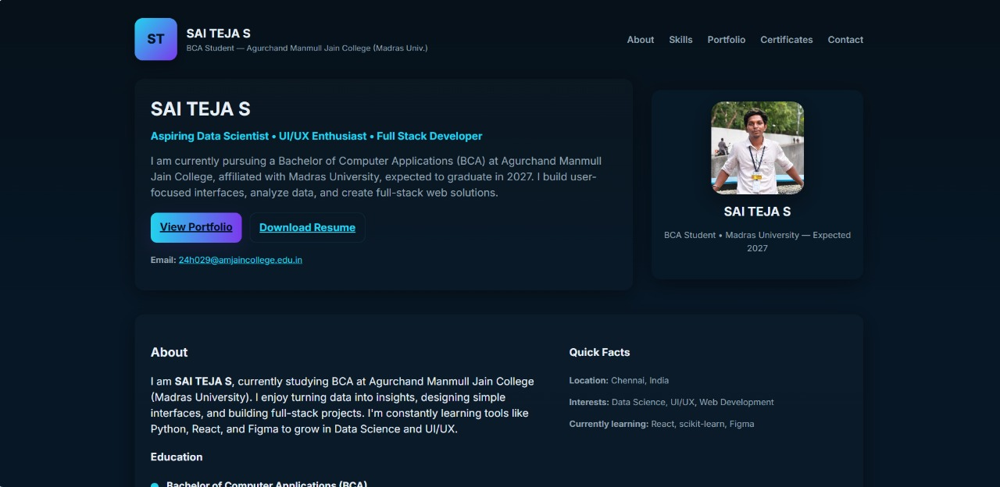 ST
SAI TEJA S
BCA Student — Agurchand Manmull Jain College (Madras Univ.)
About
Skills
Portfolio
Certificates
Contact
SAI TEJA S
Aspiring Data Scientist • UI/UX Enthusiast • Full Stack Developer
I am currently pursuing a Bachelor of Computer Applications (BCA) at Agurchand Manmull
Jain College, affiliated with Madras University, expected to graduate in 2027. I build user-
focused interfaces, analyze data, and create full-stack web solutions.
View Portfolio
Download Resume
Email: 24h029@amjaincollege.edu.in
SAI TEJA S
BCA Student • Madras University — Expected
2027
About
I am SAI TEJA S, currently studying BCA at Agurchand Manmull Jain College
(Madras University). I enjoy turning data into insights, designing simple
interfaces, and building full-stack projects. I'm constantly learning tools like
Python, React, and Figma to grow in Data Science and UI/UX.
Education
Bachelor of Computer Applications (BCA)
Quick Facts
Location: Chennai, India
Interests: Data Science, UI/UX, Web Development
Currently learning: React, scikit-learn, Figma